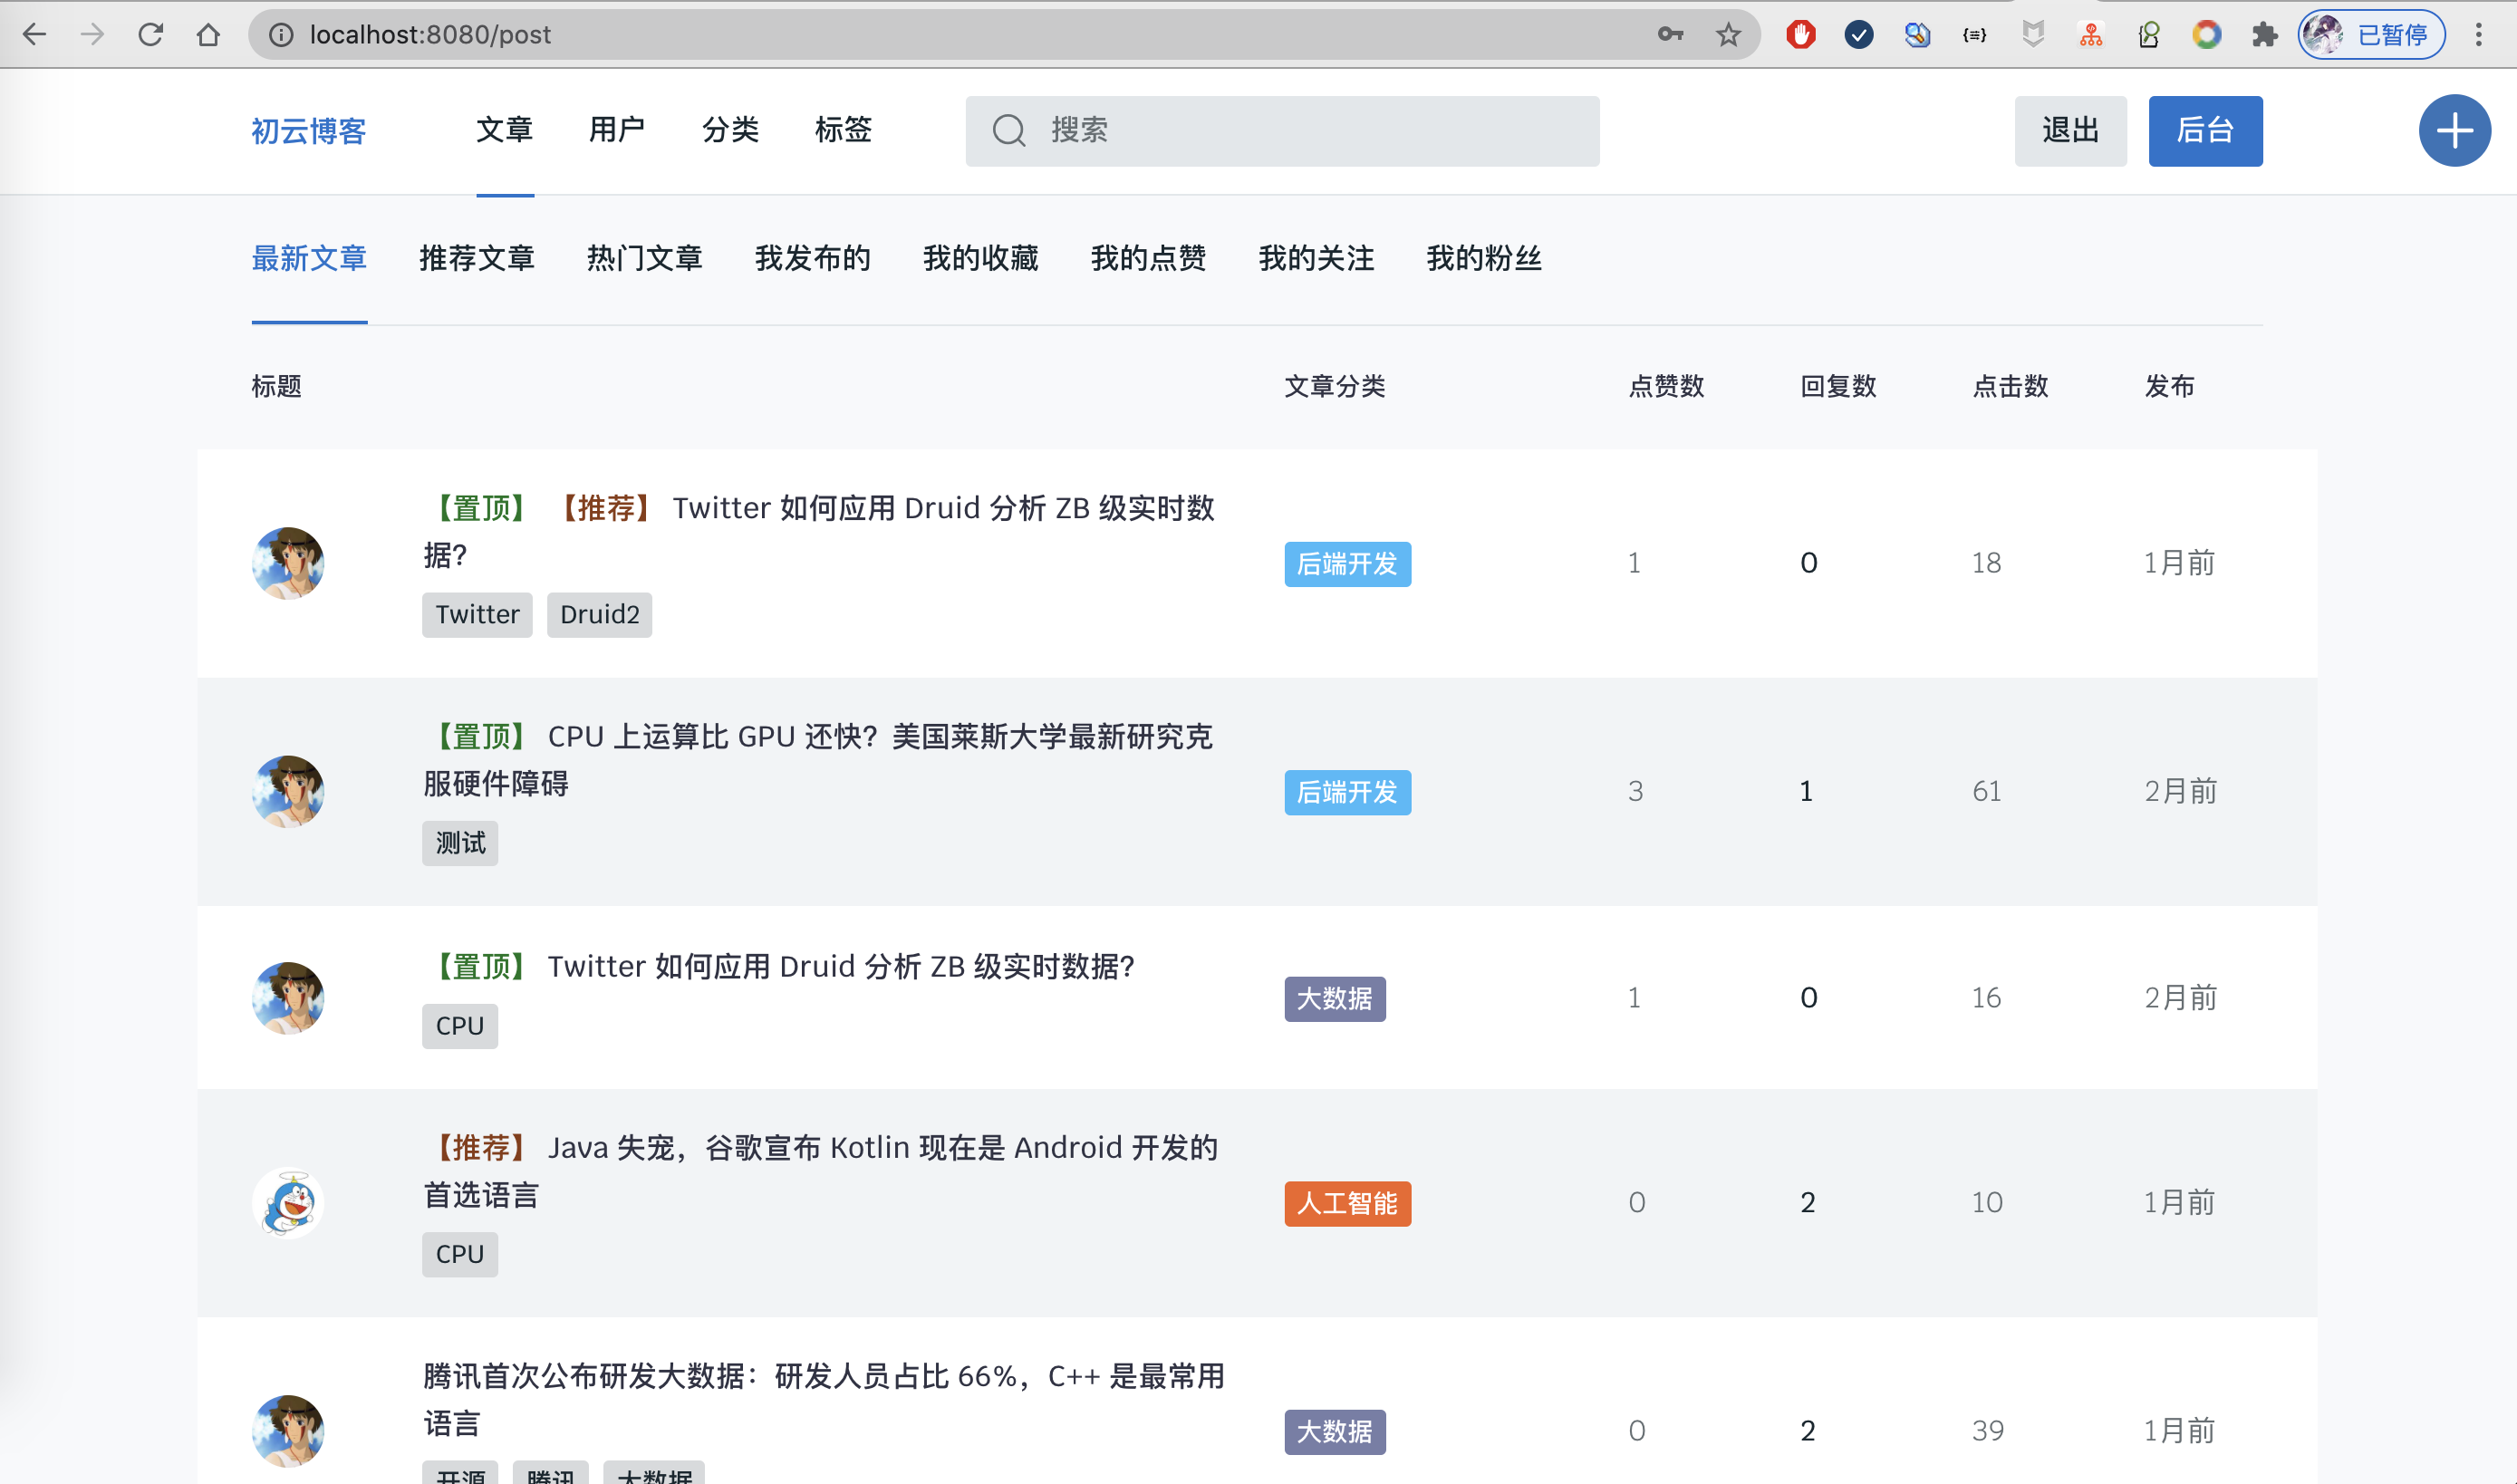 localhost:8080/post
已暂停
初云博客 文章 用户 分类 标签 搜索 退出 后台
最新文章 推荐文章 热门文章 我发布的 我的收藏 我的点赞 我的关注 我的粉丝
标题 文章分类 点赞数 回复数 点击数 发布
【置顶】【推荐】 Twitter 如何应用 Druid 分析 ZB 级实时数
据?
Twitter Druid2
后端开发 1 0 18 1月前
【置顶】 CPU 上运算比 GPU 还快? 美国莱斯大学最新研究克
服硬件障碍
测试
后端开发 3 1 61 2月前
【置顶】 Twitter 如何应用 Druid 分析 ZB 级实时数据?
CPU
大数据 1 0 16 2月前
【推荐】 Java 失宠，谷歌宣布 Kotlin 现在是 Android 开发的
首选语言
CPU
人工智能 0 2 10 1月前
腾讯首次公布研发大数据：研发人员占比 66%，C++ 是最常用
语言
大数据 0 2 39 1月前
开源 腾讯 大数据